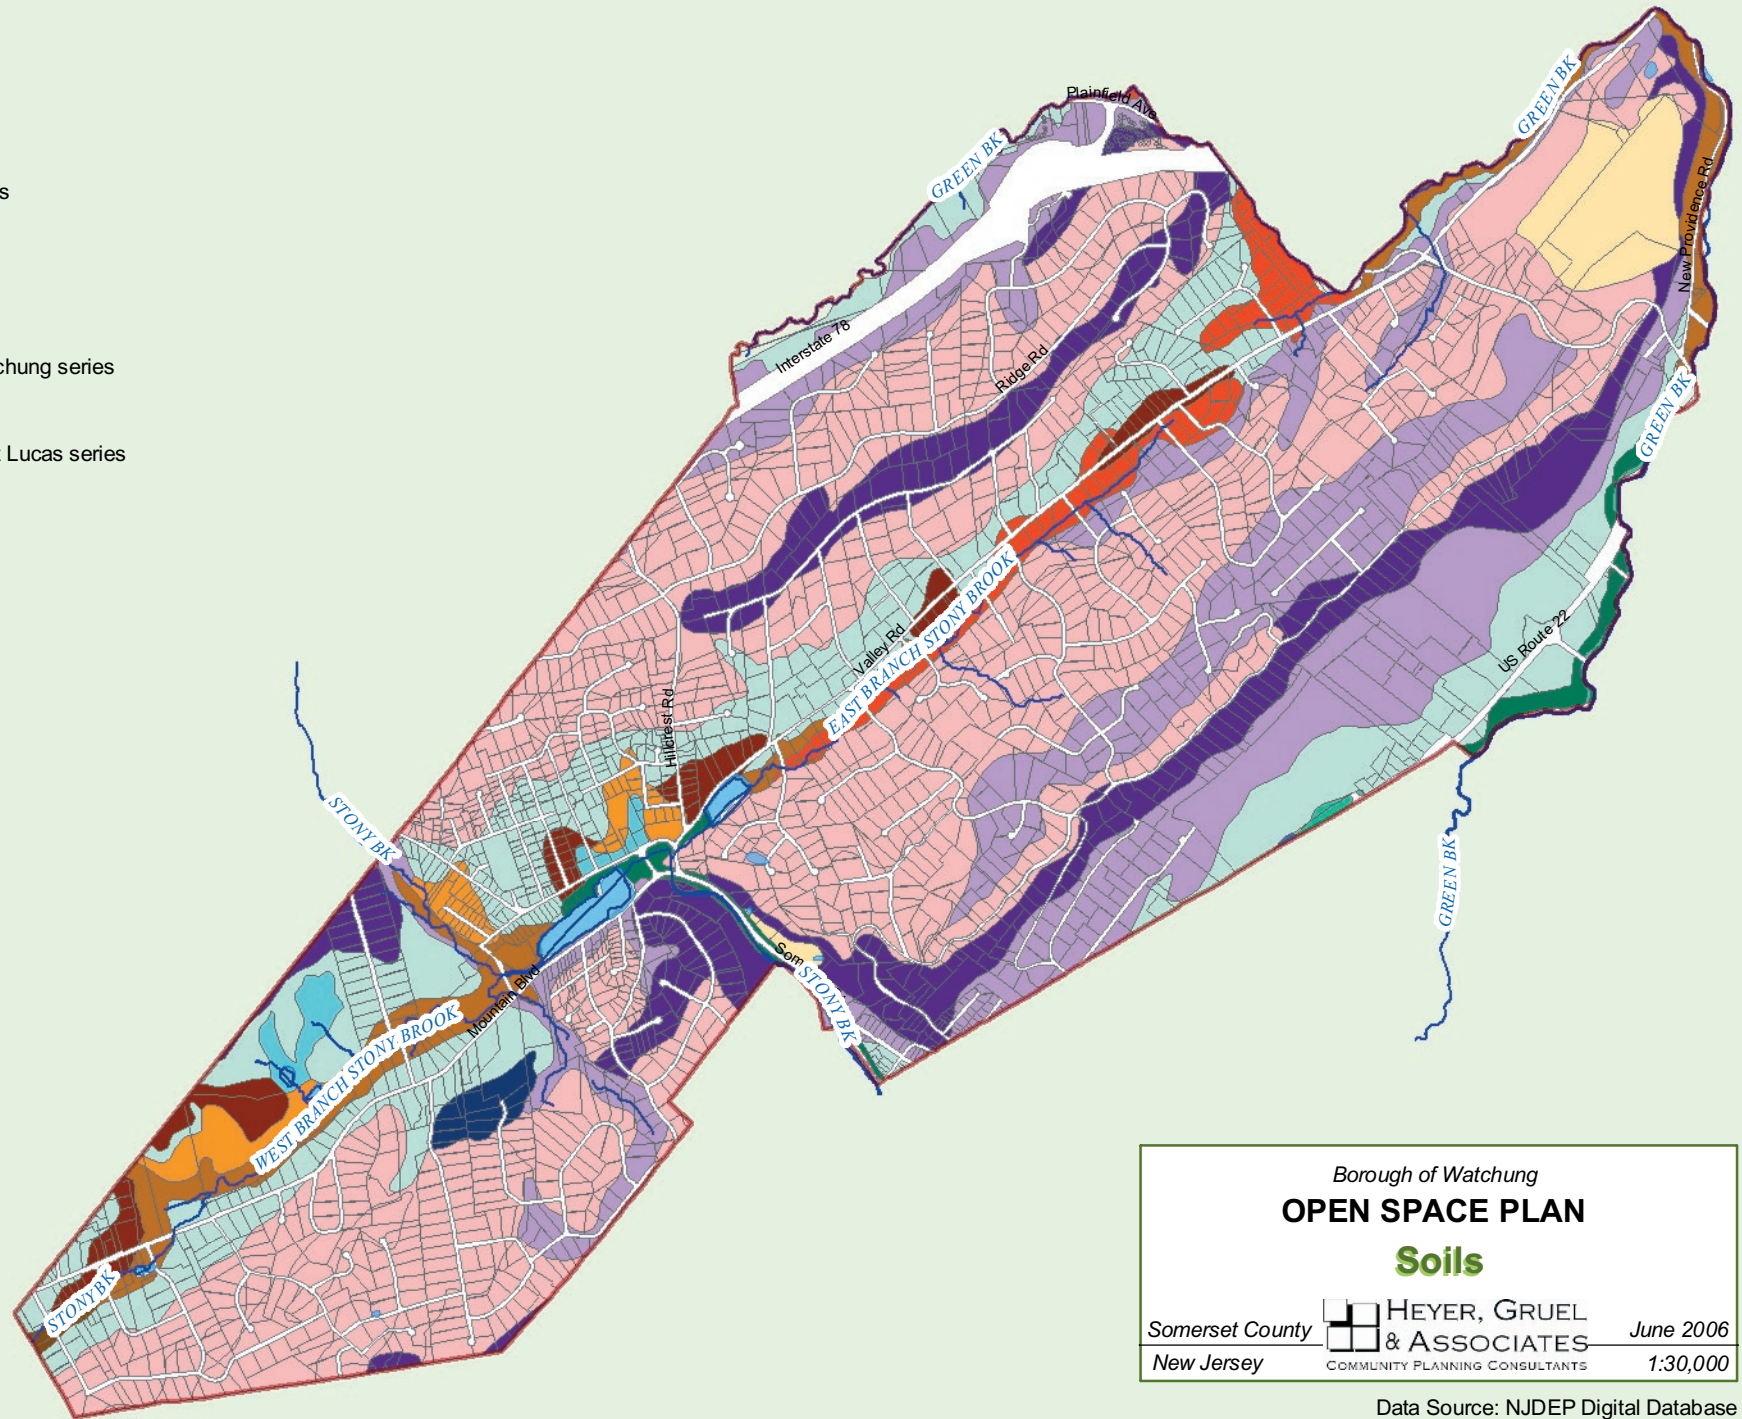 s
chung series
Lucas series
Plainfield Ave
GREEN BK
GREEN BK
New Providence Rd
Interstate 78
Ridge Rd
GREEN BK
US Route 22
Valley Rd
EAST BRANCH STONY BROOK
Hillcrest Rd
STONY BK
GREEN BK
Som
STONY BK
Mountain Blvd
WEST BRANCH STONY BROOK
STONY BK
Borough of Watchung
OPEN SPACE PLAN
Soils
HEYER, GRUEL
& ASSOCIATES
COMMUNITY PLANNING CONSULTANTS
Somerset County
June 2006
New Jersey
1:30,000
Data Source: NJDEP Digital Database